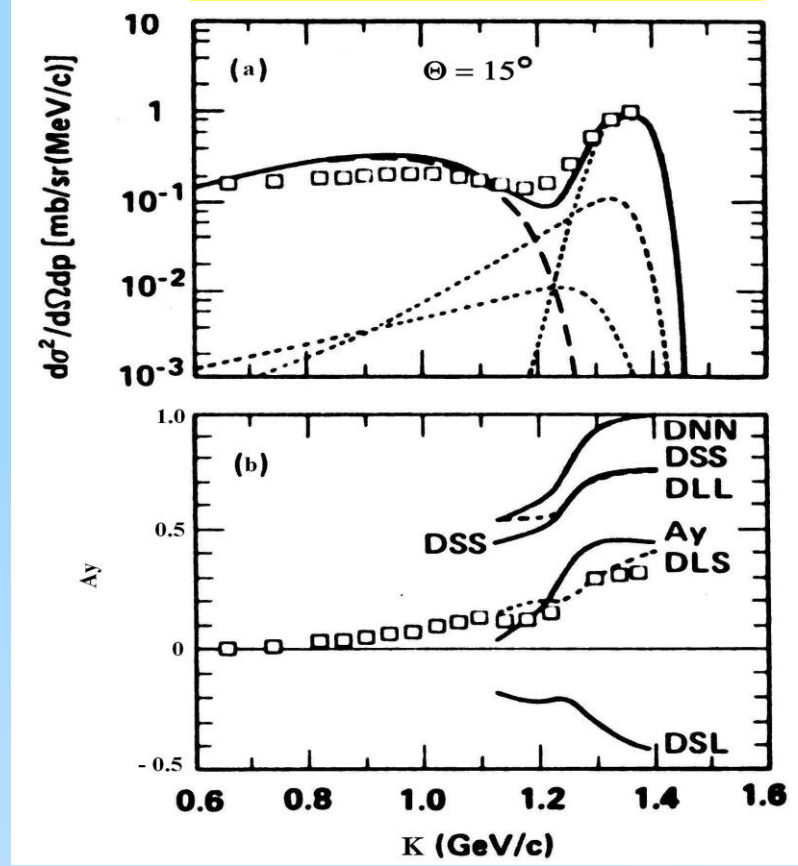 10
(a)
Θ = 15°
1
10⁻¹
10⁻²
10⁻³
dσ²/dΩdp [mb/sr(MeV/c)]
1.0
(b)
DNN
DSS
DLL
0.5
DSS
Ay
DLS
Ay
0
DSL
-0.5
0.6 0.8 1.0 1.2 1.4 1.6
K (GeV/c)